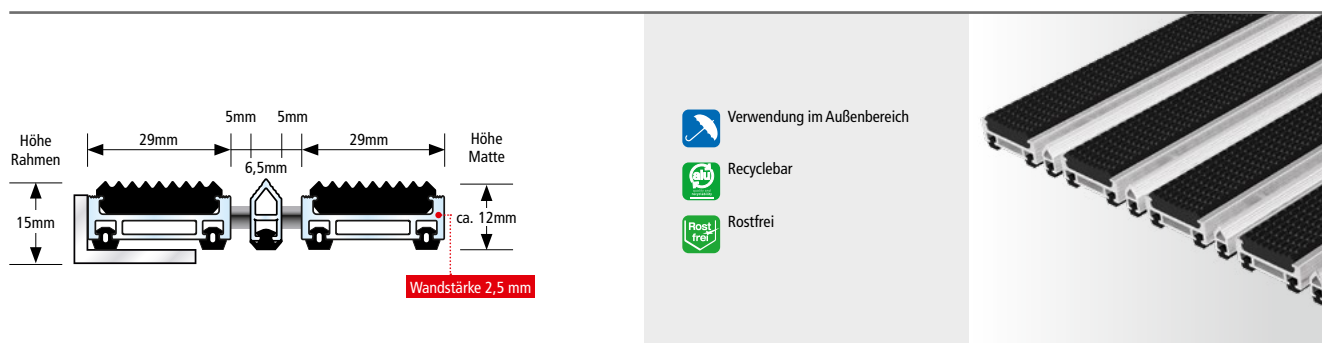 Höhe
Rahmen
15mm
29mm
5mm
5mm
6,5mm
29mm
Höhe
Matte
ca. 12mm
Wandstärke 2,5 mm
Verwendung im Außenbereich
alu
Recyclebar
Rost
frei
Rostfrei